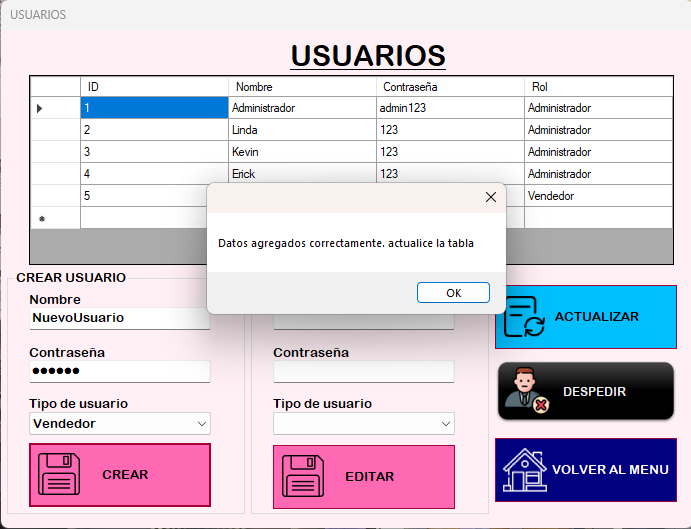 USUARIOS
USUARIOS
ID Nombre Contraseña Rol
1 Administrador admin123 Administrador
2 Linda 123 Administrador
3 Kevin 123 Administrador
4 Erick 123 Administrador
5 Vendedor
Datos agregados correctamente. actualice la tabla
OK
CREAR USUARIO
Nombre
NuevoUsuario
Contraseña
●●●●●●
Tipo de usuario
Vendedor
CREAR
Contraseña
Tipo de usuario
EDITAR
ACTUALIZAR
DESPEDIR
VOLVER AL MENU